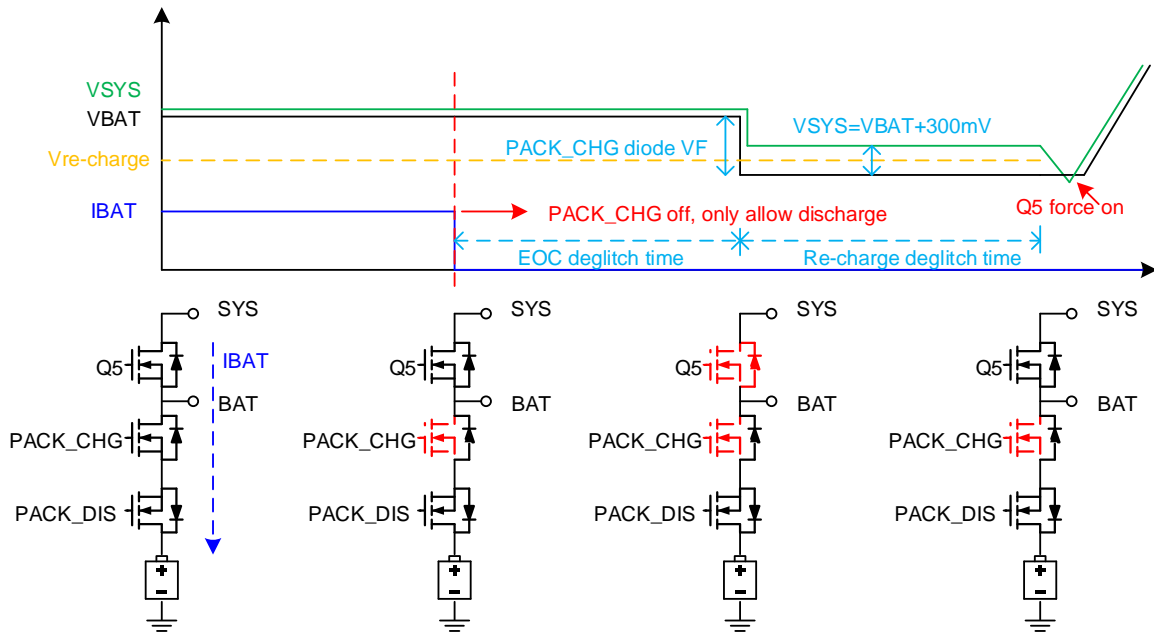 VSYS
VBAT
VSYS=VBAT+300mV
PACK_CHG diode VF
Vre-charge
IBAT
PACK_CHG off, only allow discharge
Q5 force on
EOC deglitch time
Re-charge deglitch time
SYS
SYS
SYS
SYS
Q5
IBAT
Q5
Q5
Q5
BAT
BAT
BAT
BAT
PACK_CHG
PACK_CHG
PACK_CHG
PACK_CHG
PACK_DIS
PACK_DIS
PACK_DIS
PACK_DIS
+
-
+
-
+
-
+
-